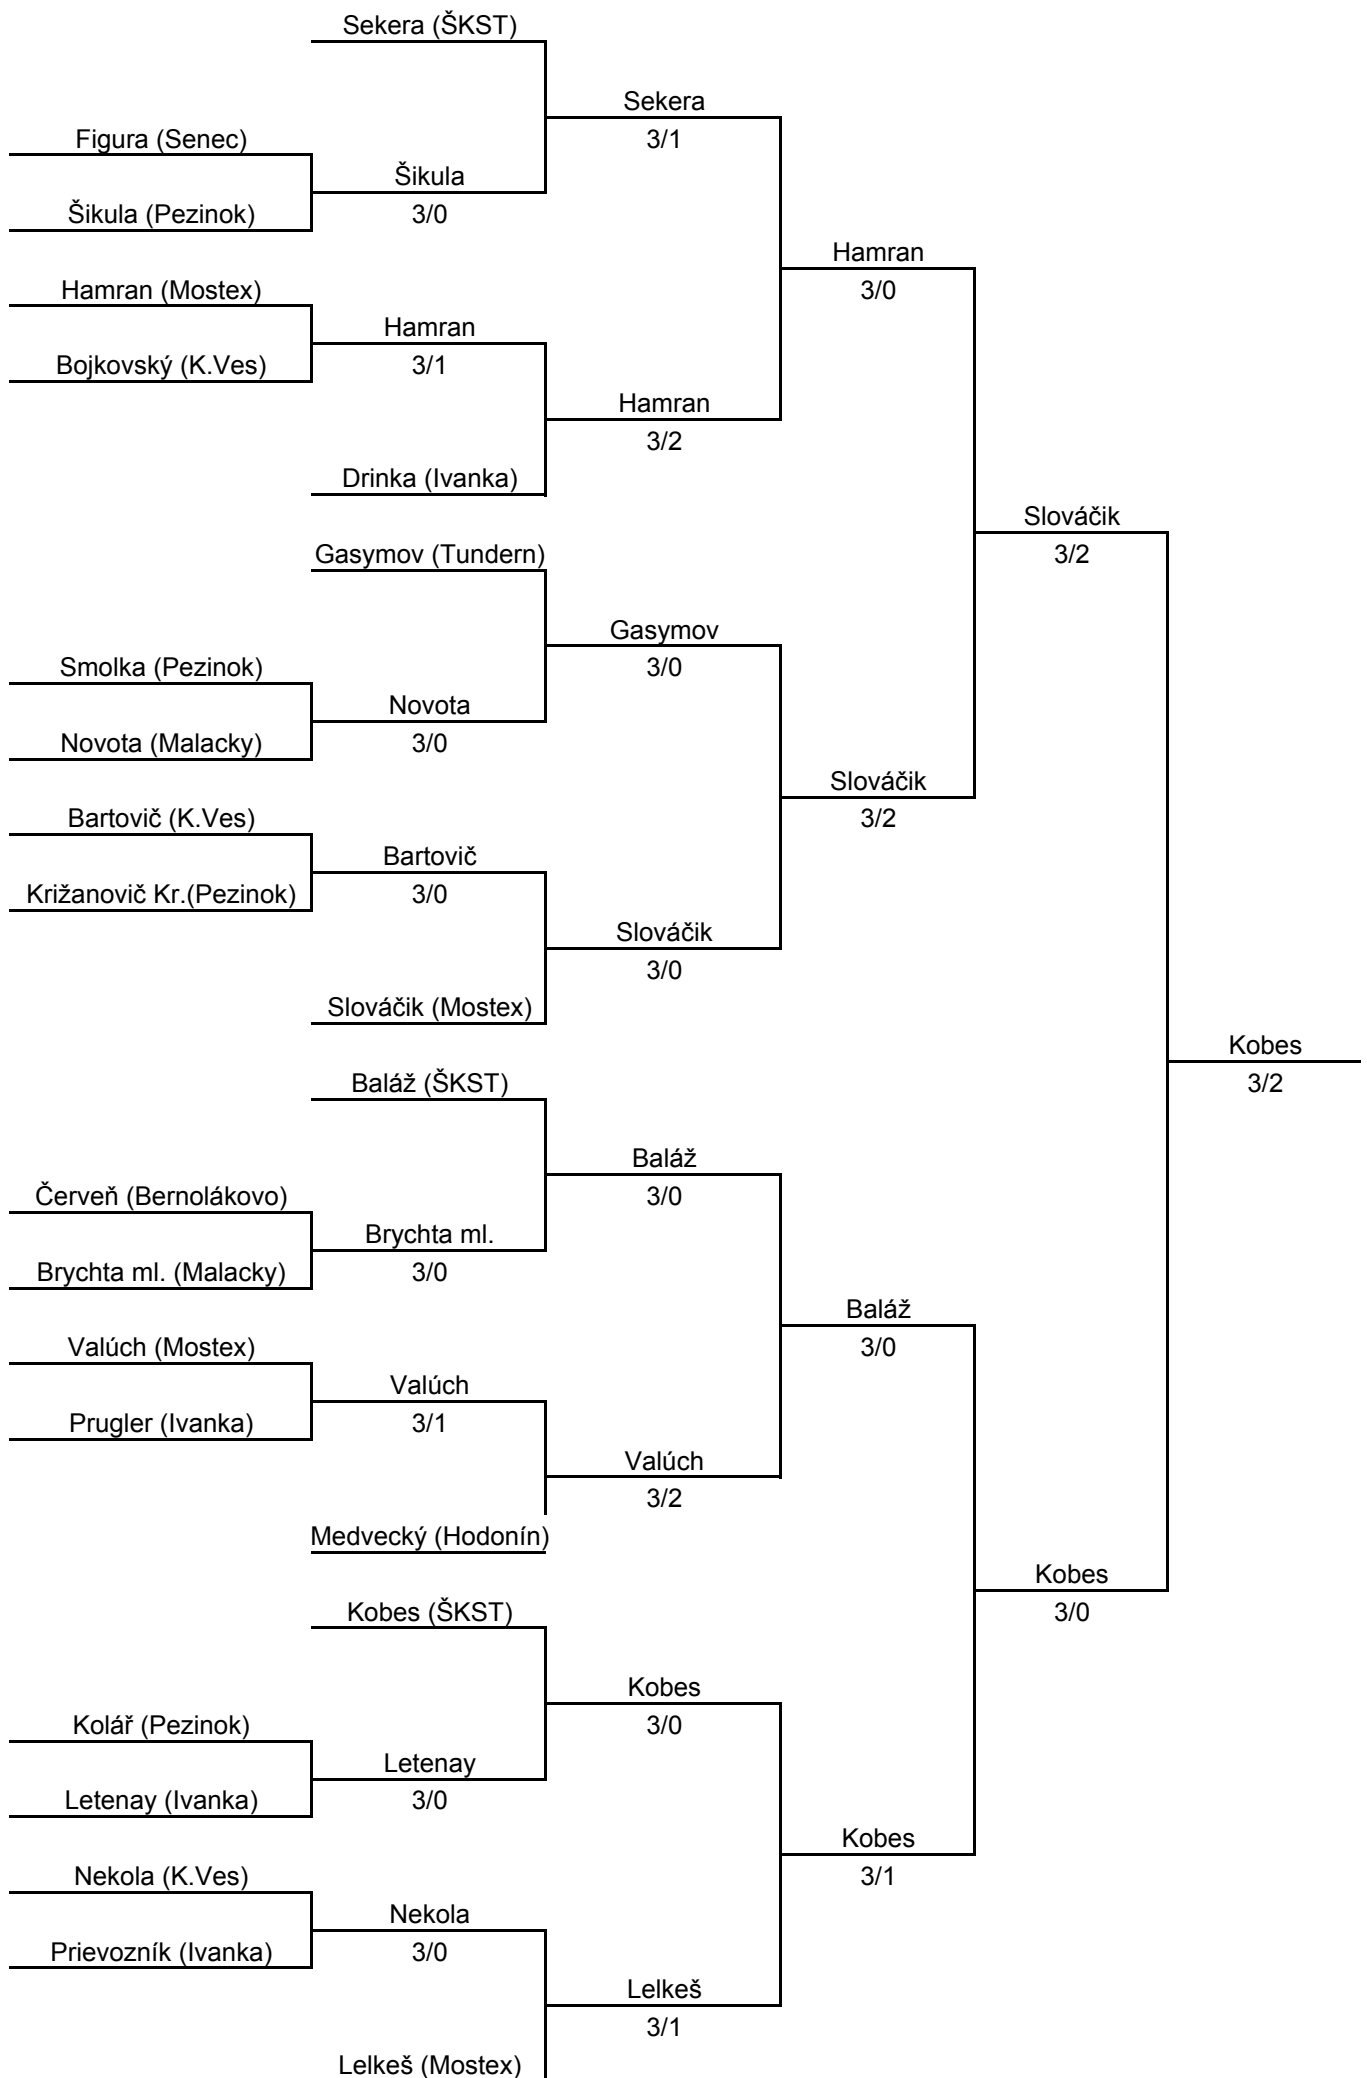 Sekera (ŠKST)
Sekera
3/1
Figura (Senec)
Šikula
3/0
Šikula (Pezinok)
Hamran
3/0
Hamran (Mostex)
Hamran
3/1
Bojkovský (K.Ves)
Hamran
3/2
Drinka (Ivanka)
Slováčik
3/2
Gasymov (Tundern)
Gasymov
3/0
Smolka (Pezinok)
Novota
3/0
Novota (Malacky)
Slováčik
3/2
Bartovič (K.Ves)
Bartovič
3/0
Križanovič Kr.(Pezinok)
Slováčik
3/0
Slováčik (Mostex)
Kobes
3/2
Baláž (ŠKST)
Baláž
3/0
Červeň (Bernolákovo)
Brychta ml.
3/0
Brychta ml. (Malacky)
Baláž
3/0
Valúch (Mostex)
Valúch
3/1
Prugler (Ivanka)
Valúch
3/2
Medvecký (Hodonín)
Kobes
3/0
Kobes (ŠKST)
Kobes
3/0
Kolář (Pezinok)
Letenay
3/0
Letenay (Ivanka)
Kobes
3/1
Nekola (K.Ves)
Nekola
3/0
Prievozník (Ivanka)
Lelkeš
3/1
Lelkeš (Mostex)